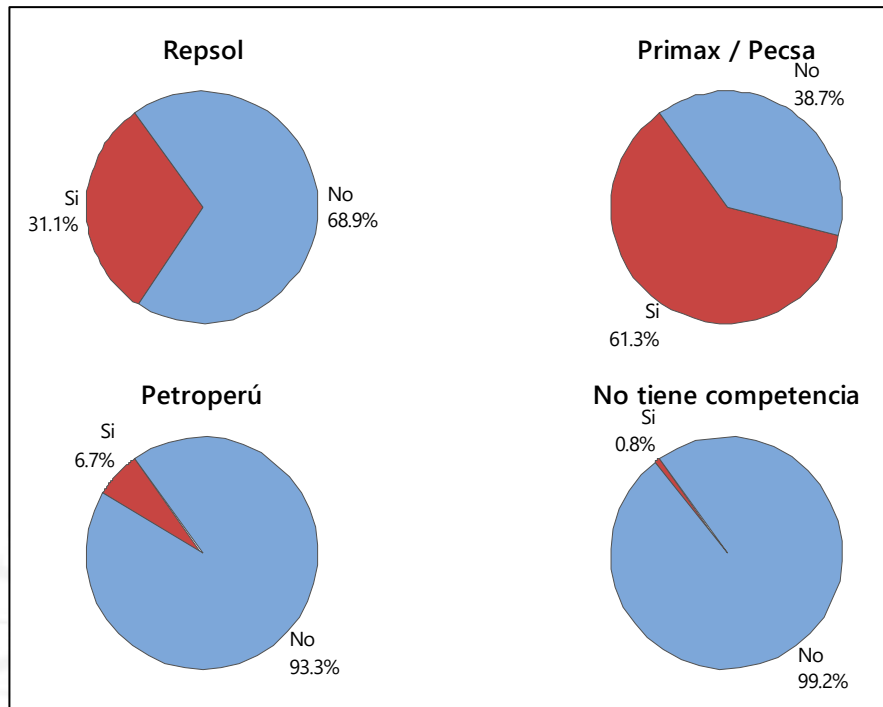 Repsol
Si
31.1%
No
68.9%
Primax / Pecsa
No
38.7%
Si
61.3%
Petroperú
Si
6.7%
No
93.3%
No tiene competencia
Si
0.8%
No
99.2%